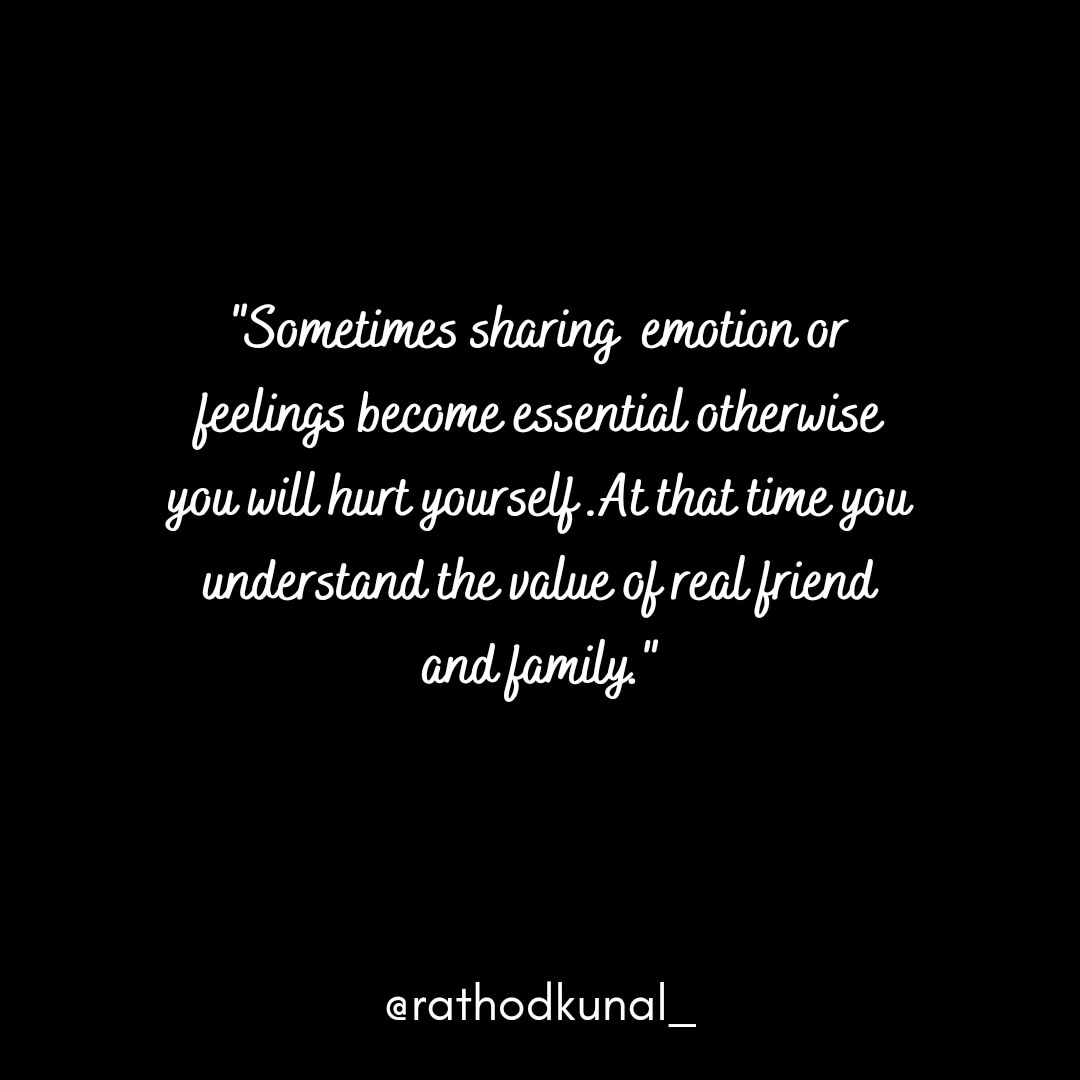 "Sometimes sharing  emotion or
feelings become essential otherwise
you will hurt yourself .At that time you
understand the value of real friend
and family."
@rathodkunal_